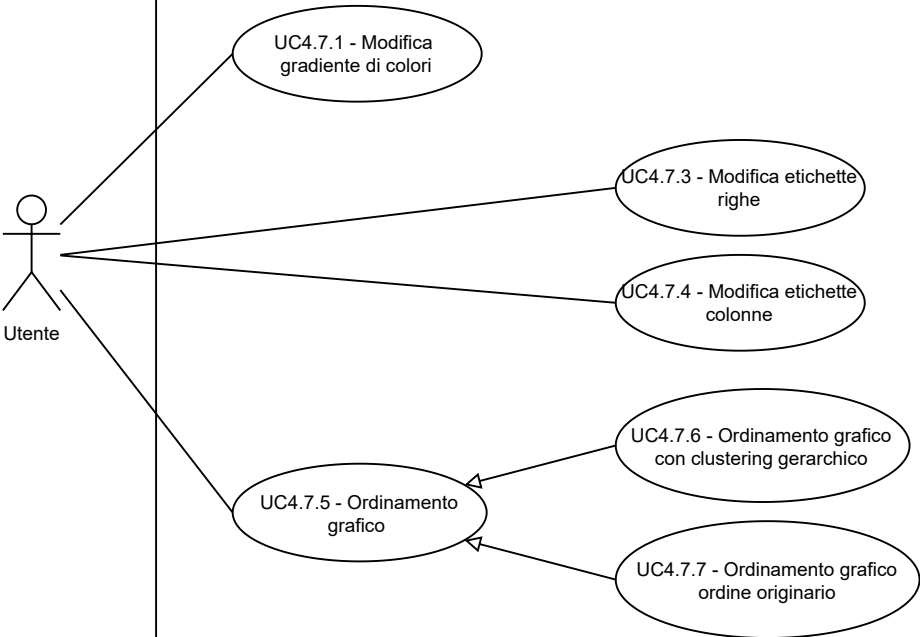 UC4.7.1 - Modifica
gradiente di colori
UC4.7.3 - Modifica etichette
righe
UC4.7.4 - Modifica etichette
colonne
Utente
UC4.7.6 - Ordinamento grafico
con clustering gerarchico
UC4.7.5 - Ordinamento
grafico
UC4.7.7 - Ordinamento grafico
ordine originario